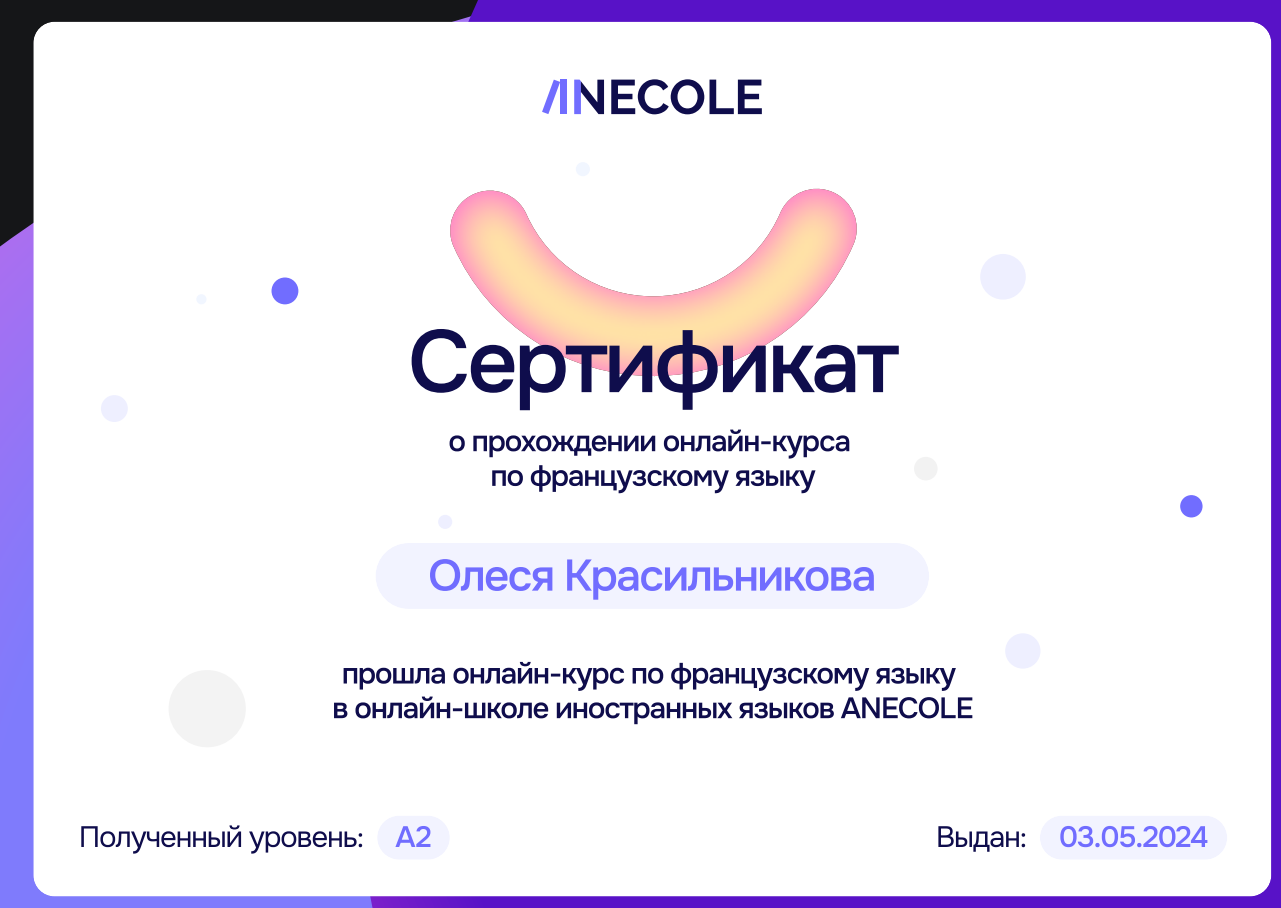 ANECOLE
Сертификат
о прохождении онлайн-курса
по французскому языку
Олеся Красильникова
прошла онлайн-курс по французскому языку
в онлайн-школе иностранных языков ANECOLE
Полученный уровень: A2
Выдан: 03.05.2024